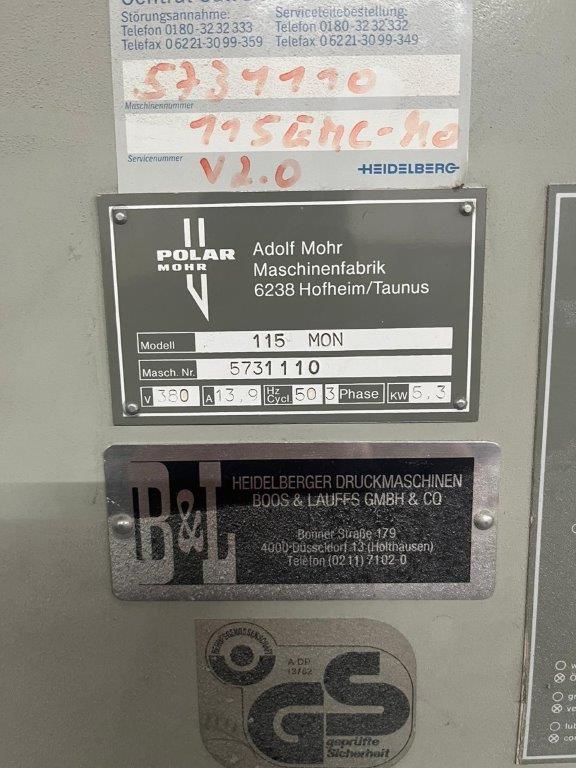 Störungsannahme:
Telefon 0180-32 32 333
Telefax 0 62 21-30 99-359
Serviceteilebestellung:
Telefon 0180-32 32 332
Telefax 0 62 21-30 99-349
5731110
Maschinennummer
115 EMC-MO
Servicenummer
V2.0
HEIDELBERG
POLAR
MOHR
Adolf Mohr
Maschinenfabrik
6238 Hofheim/Taunus
Modell 115 MON
Masch. Nr. 5731110
V 380 A 13,9 Hz Cycl. 50 3 Phase KW 5,3
B&L
HEIDELBERGER DRUCKMASCHINEN
BOOS & LAUFFS GMBH & CO
Bonner Straße 179
4000 Düsseldorf 13 (Holthausen)
Telefon (0211) 7102-0
GS
geprüfte
Sicherheit